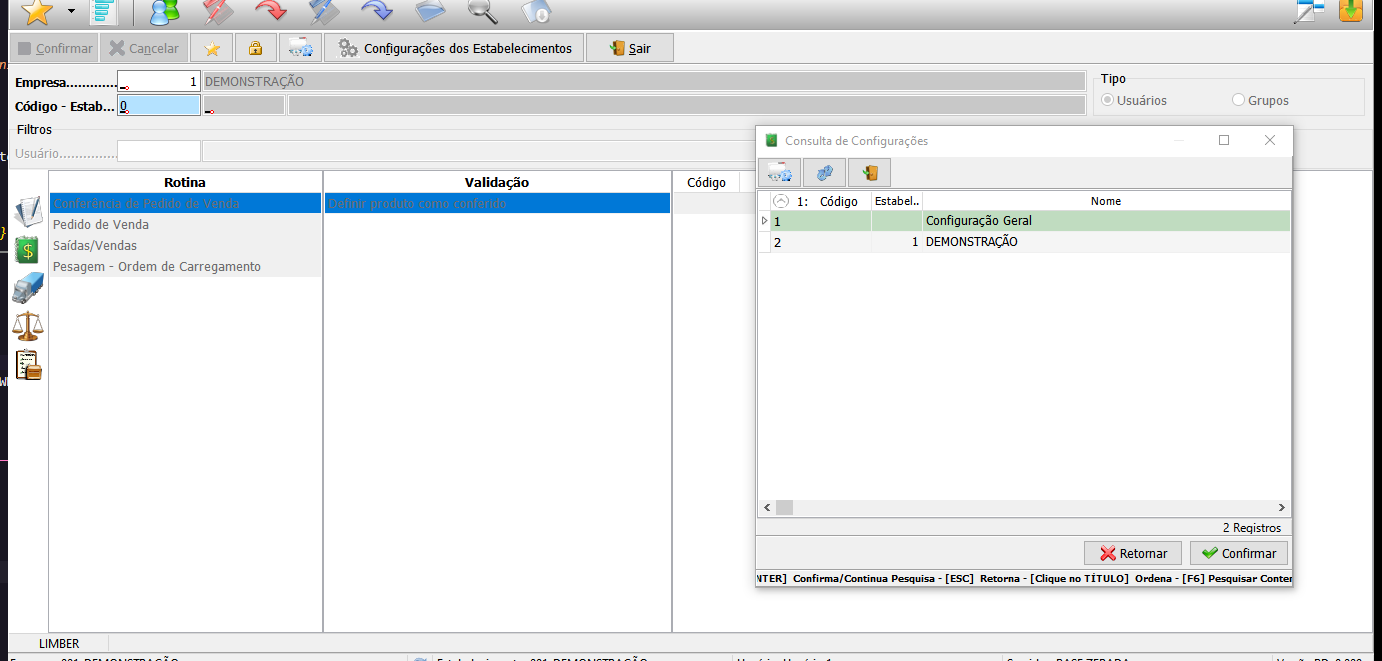 Confirmar Cancelar Configurações dos Estabelecimentos Sair
Empresa............. 1 DEMONSTRAÇÃO
Código - Estab... 0
Tipo
Usuários Grupos
Filtros
Usuário..............
Rotina Validação Código
Conferência de Pedido de Venda Definir produto como conferido
Pedido de Venda
Saídas/Vendas
Pesagem - Ordem de Carregamento
Consulta de Configurações
1: Código Estabel.. Nome
1 Configuração Geral
2 1 DEMONSTRAÇÃO
2 Registros
Retornar Confirmar
NTER] Confirma/Continua Pesquisa - [ESC] Retorna - [Clique no TÍTULO] Ordena - [F6] Pesquisar Conter
LIMBER